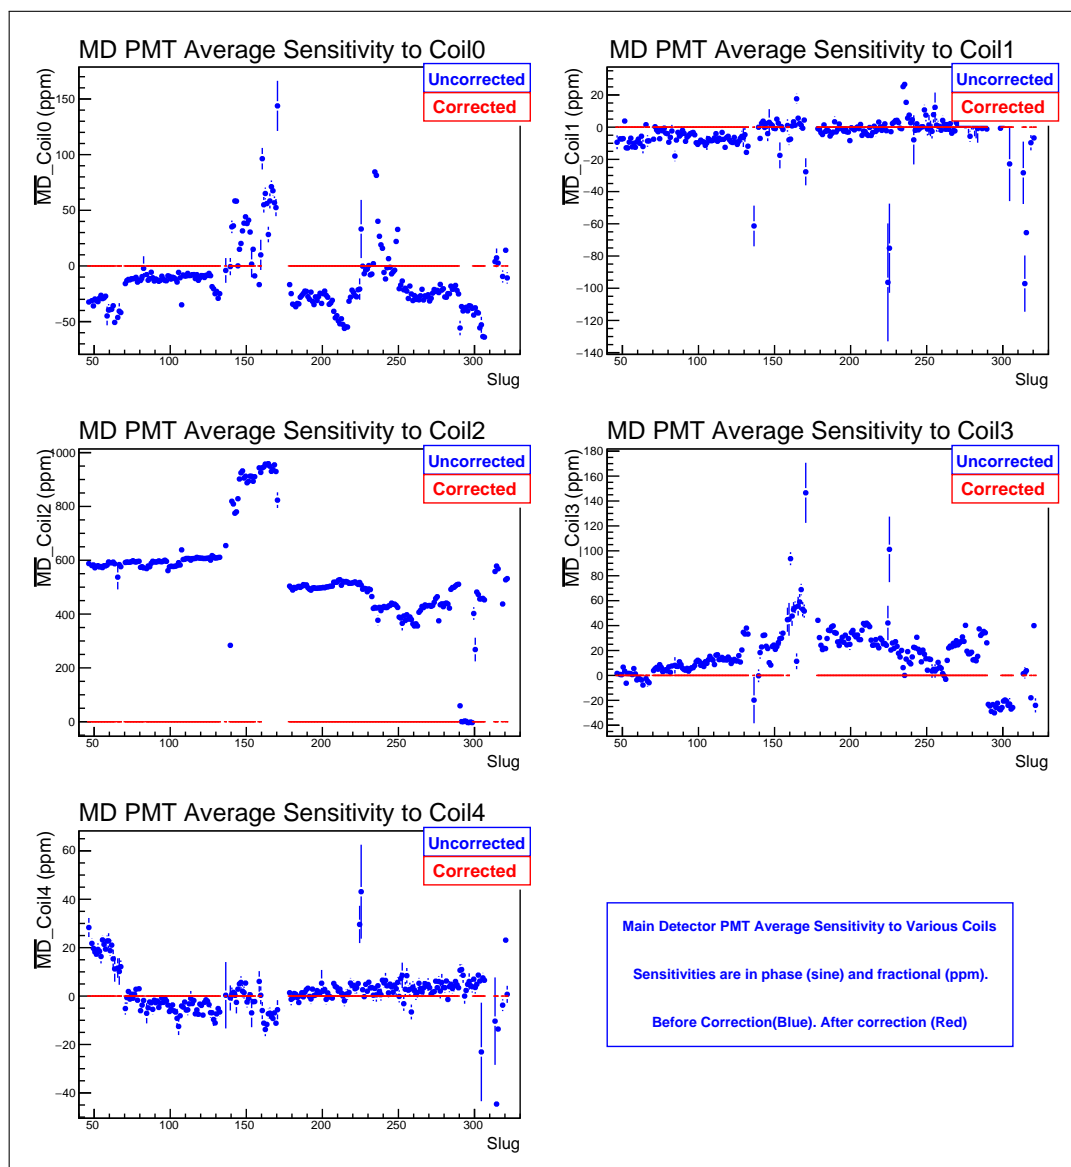 MD PMT Average Sensitivity to Coil0
MD_Coil0 (ppm)
Uncorrected
Corrected
150
100
50
0
−50
50 100 150 200 250 300
Slug
MD PMT Average Sensitivity to Coil1
MD_Coil1 (ppm)
Uncorrected
Corrected
20
0
−20
−40
−60
−80
−100
−120
−140
50 100 150 200 250 300
Slug
MD PMT Average Sensitivity to Coil2
MD_Coil2 (ppm)
Uncorrected
Corrected
1000
800
600
400
200
0
50 100 150 200 250 300
Slug
MD PMT Average Sensitivity to Coil3
MD_Coil3 (ppm)
Uncorrected
Corrected
180
160
140
120
100
80
60
40
20
0
−20
−40
50 100 150 200 250 300
Slug
MD PMT Average Sensitivity to Coil4
MD_Coil4 (ppm)
Uncorrected
Corrected
60
40
20
0
−20
−40
50 100 150 200 250 300
Slug
Main Detector PMT Average Sensitivity to Various Coils
Sensitivities are in phase (sine) and fractional (ppm).
Before Correction(Blue). After correction (Red)